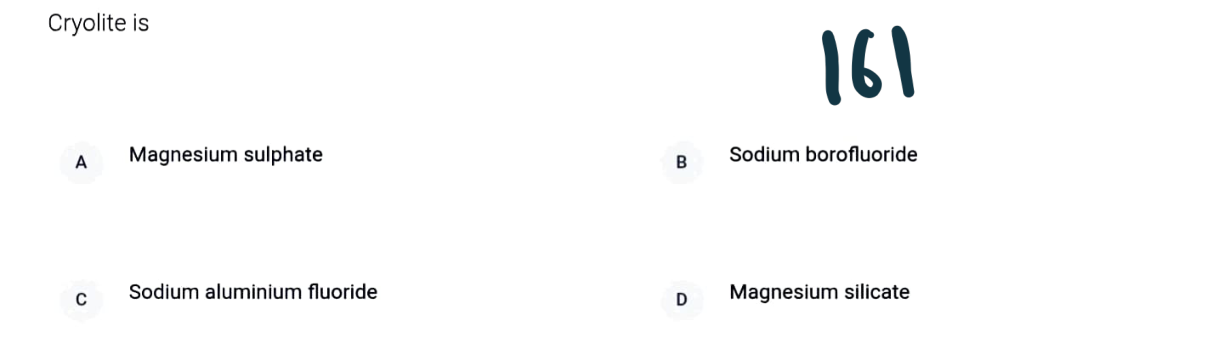 Cryolite is
161
A Magnesium sulphate
B Sodium borofluoride
C Sodium aluminium fluoride
D Magnesium silicate